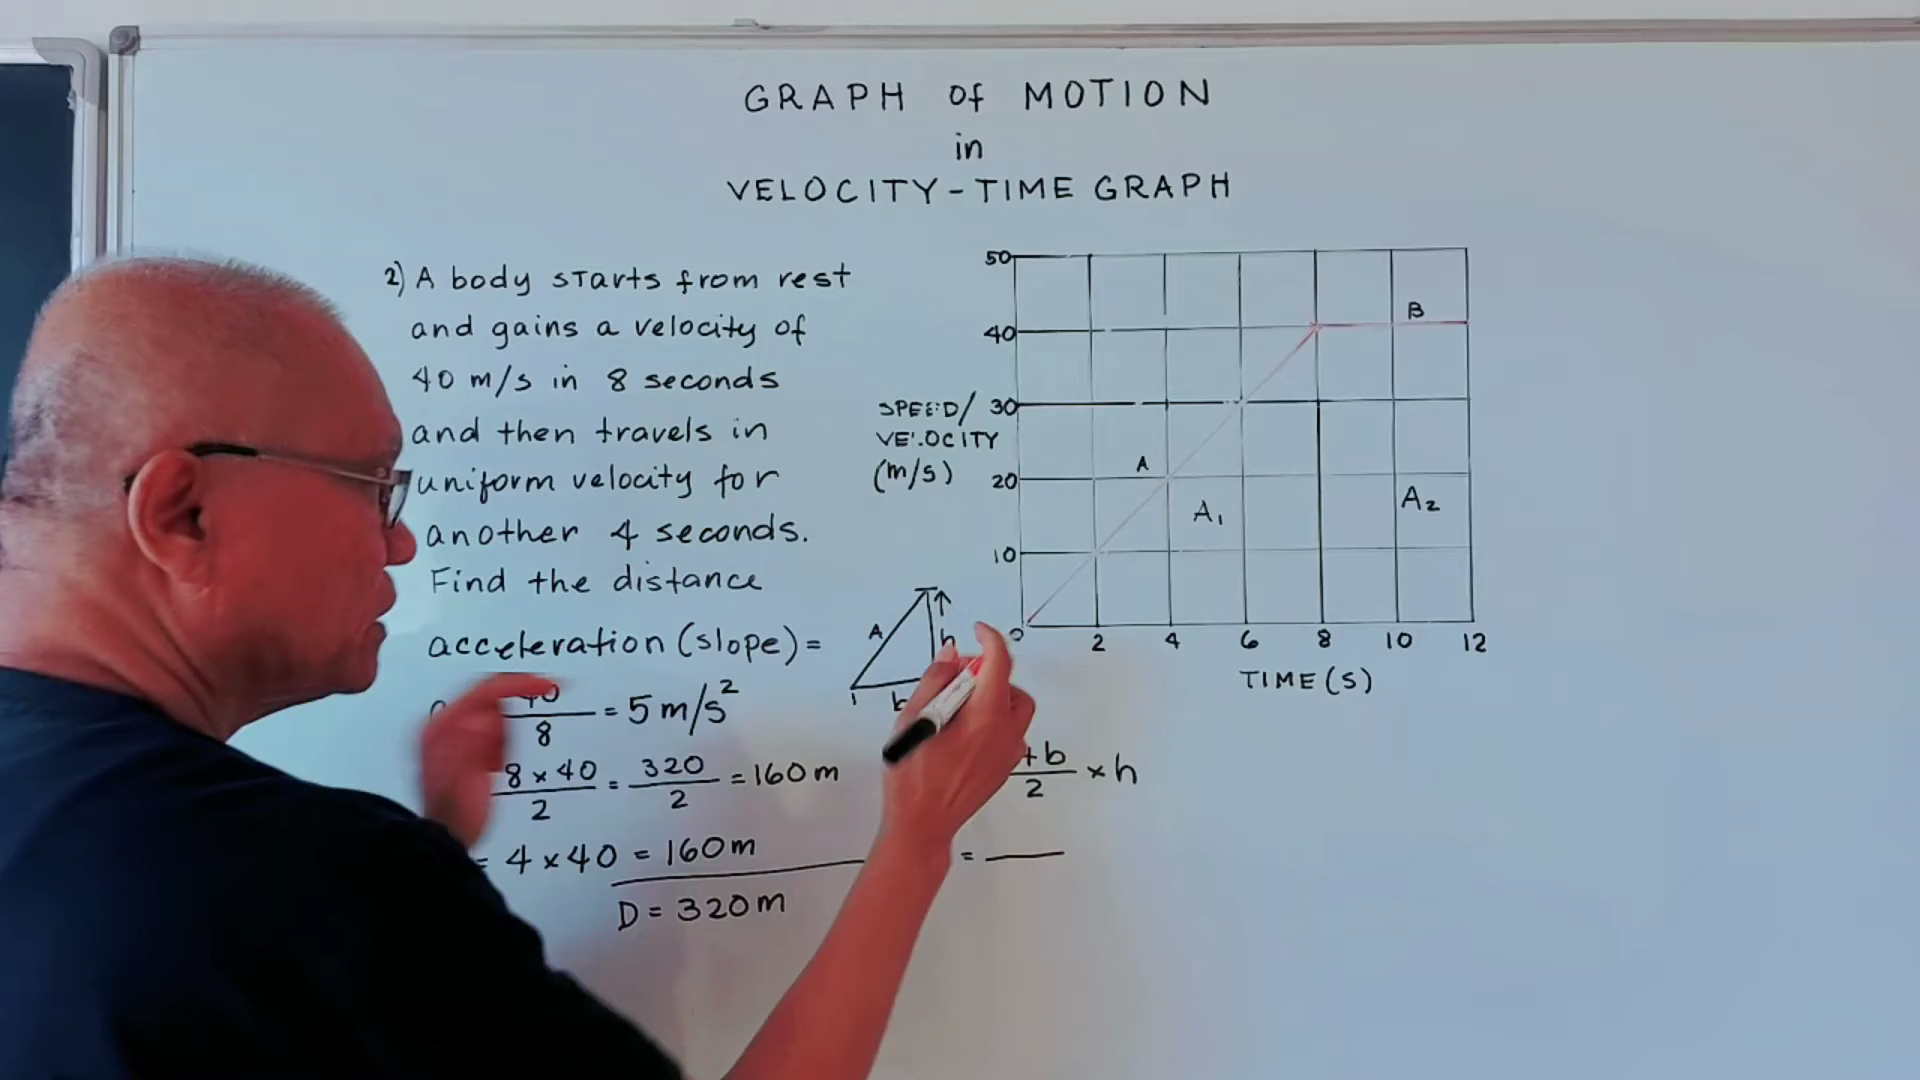 GRAPH of MOTION
in
VELOCITY-TIME GRAPH
2) A body starts from rest
and gains a velocity of
40 m/s in 8 seconds
and then travels in
uniform velocity for
another 4 seconds.
Find the distance
acceleration (slope) =
40
8
= 5 m/s²
8 x 40
2
= 320
2
= 160 m
= 4 x 40 = 160 m
D = 320 m
A
h
+b
2
x h
=
SPEED/
VELOCITY
(m/s)
50
40
30
20
10
0
2 4 6 8 10 12
TIME (S)
A
B
A₁
A₂